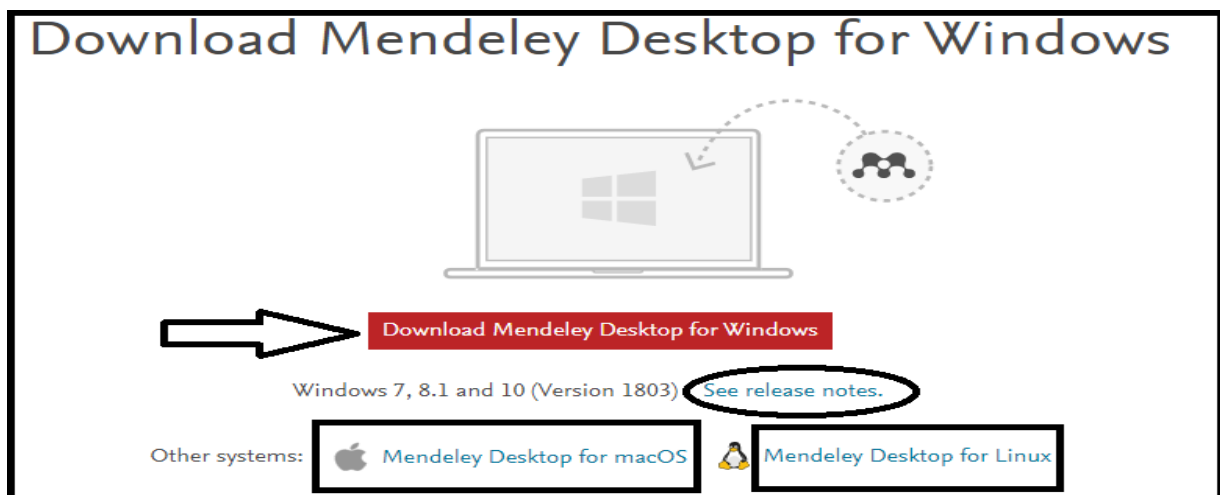 Download Mendeley Desktop for Windows
Download Mendeley Desktop for Windows
Windows 7, 8.1 and 10 (Version 1803) See release notes.
Other systems: Mendeley Desktop for macOS Mendeley Desktop for Linux